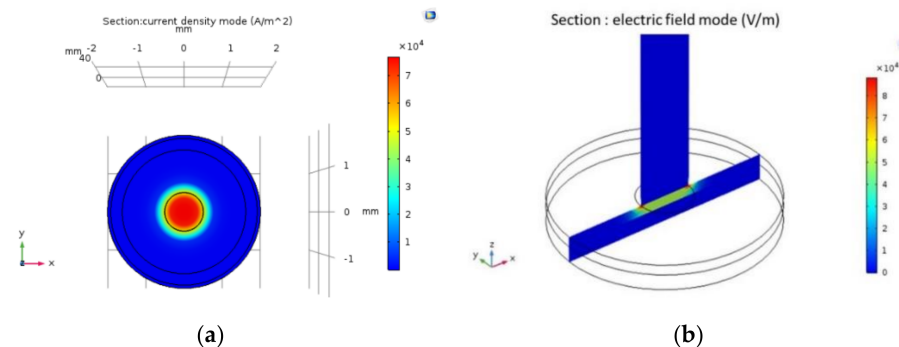 Section:current density mode (A/m^2)
mm
mm -2 -1 0 1 2
40
0
×10⁴
7
6
5
4
3
2
1
1
0 mm
-1
y
x
(a)
Section : electric field mode (V/m)
×10⁴
8
7
6
5
4
3
2
1
0
z
y x
(b)